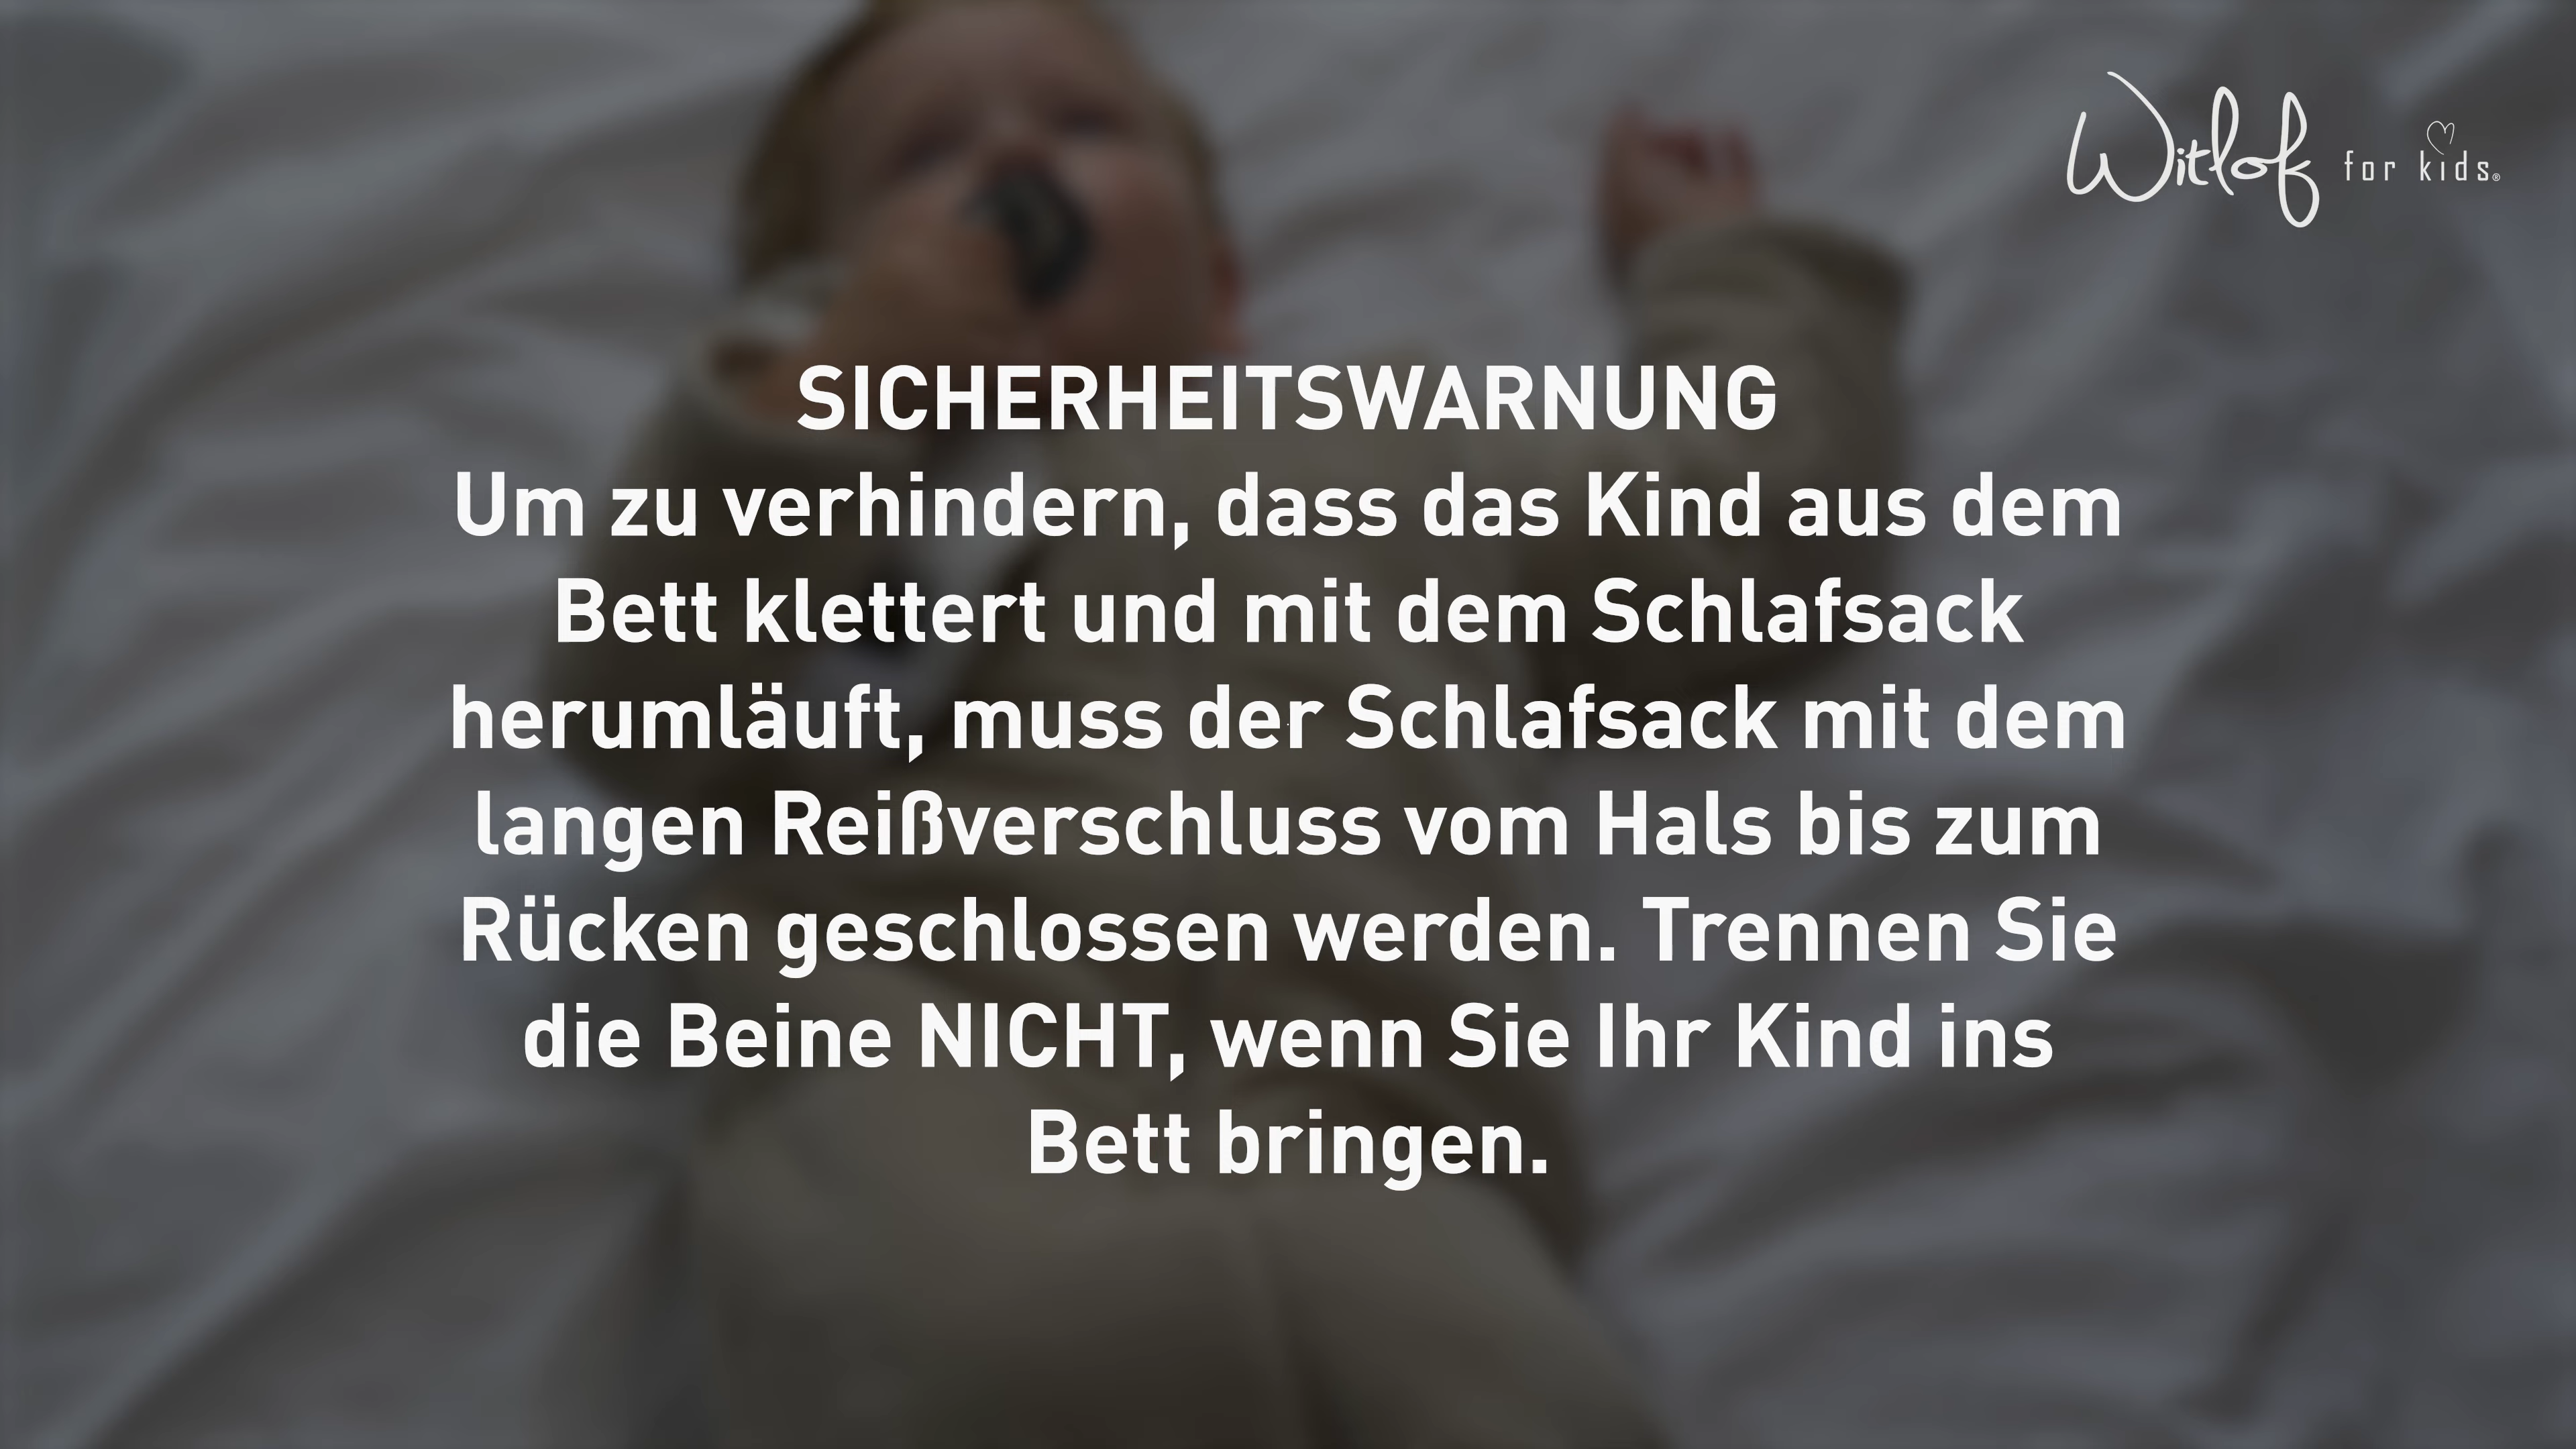 Witlof for kids®
SICHERHEITSWARNUNG
Um zu verhindern, dass das Kind aus dem
Bett klettert und mit dem Schlafsack
herumläuft, muss der Schlafsack mit dem
langen Reißverschluss vom Hals bis zum
Rücken geschlossen werden. Trennen Sie
die Beine NICHT, wenn Sie Ihr Kind ins
Bett bringen.